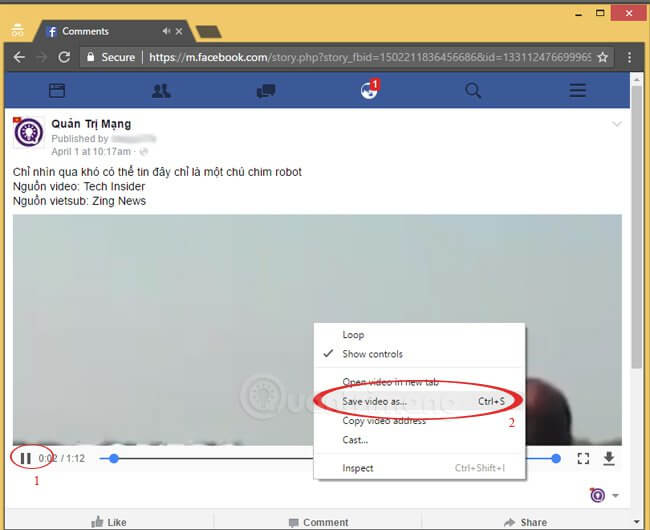 Comments
Secure | https://m.facebook.com/story.php?story_fbid=150221183645668&id=133112476699965
1
Quản Trị Mạng
Published by
April 1 at 10:17am ·
Chỉ nhìn qua khó có thể tin đây chỉ là một chú chim robot
Nguồn video: Tech Insider
Nguồn vietsub: Zing News
Loop
Show controls
Open video in new tab
Save video as... Ctrl+S
Copy video address 2
Cast...
Inspect Ctrl+Shift+I
0:02 / 1:12
1
Like Comment Share